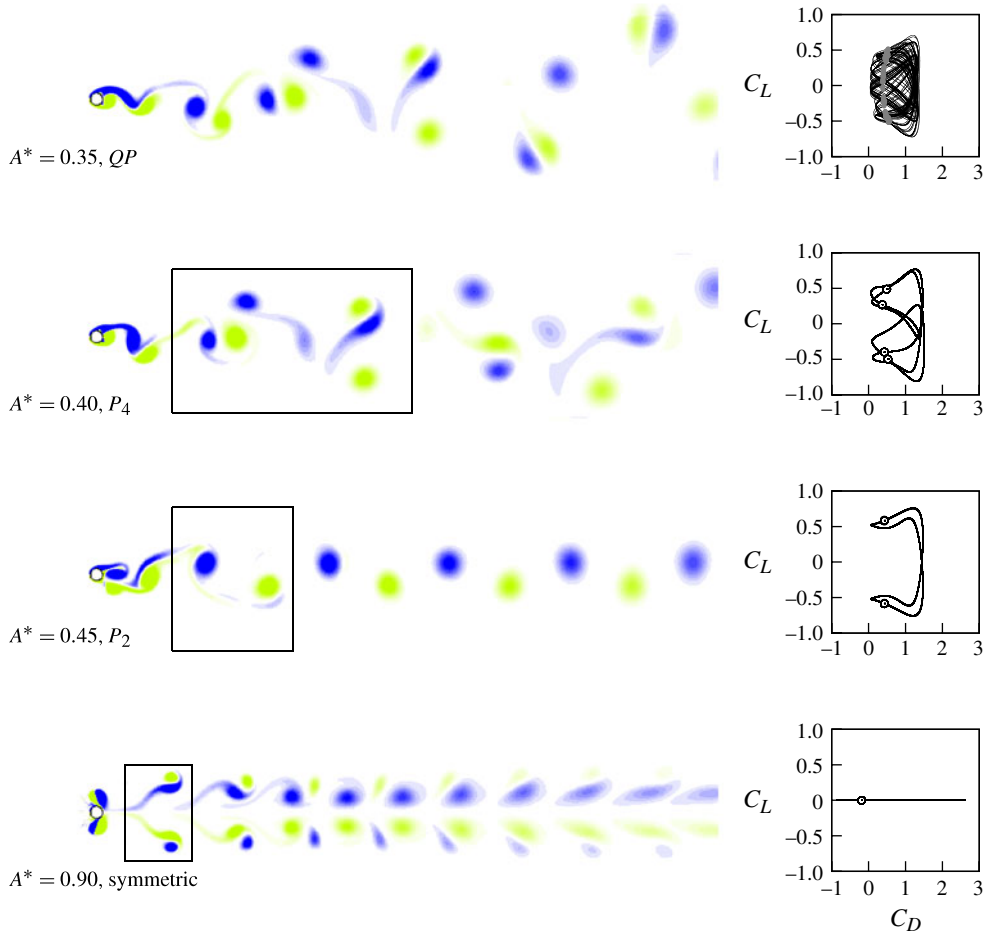 1.0
0.5
C_L 0
–0.5
–1.0
–1 0 1 2 3
A* = 0.35, QP
1.0
0.5
C_L 0
–0.5
–1.0
–1 0 1 2 3
A* = 0.40, P_4
1.0
0.5
C_L 0
–0.5
–1.0
–1 0 1 2 3
A* = 0.45, P_2
1.0
0.5
C_L 0
–0.5
–1.0
–1 0 1 2 3
A* = 0.90, symmetric
C_D